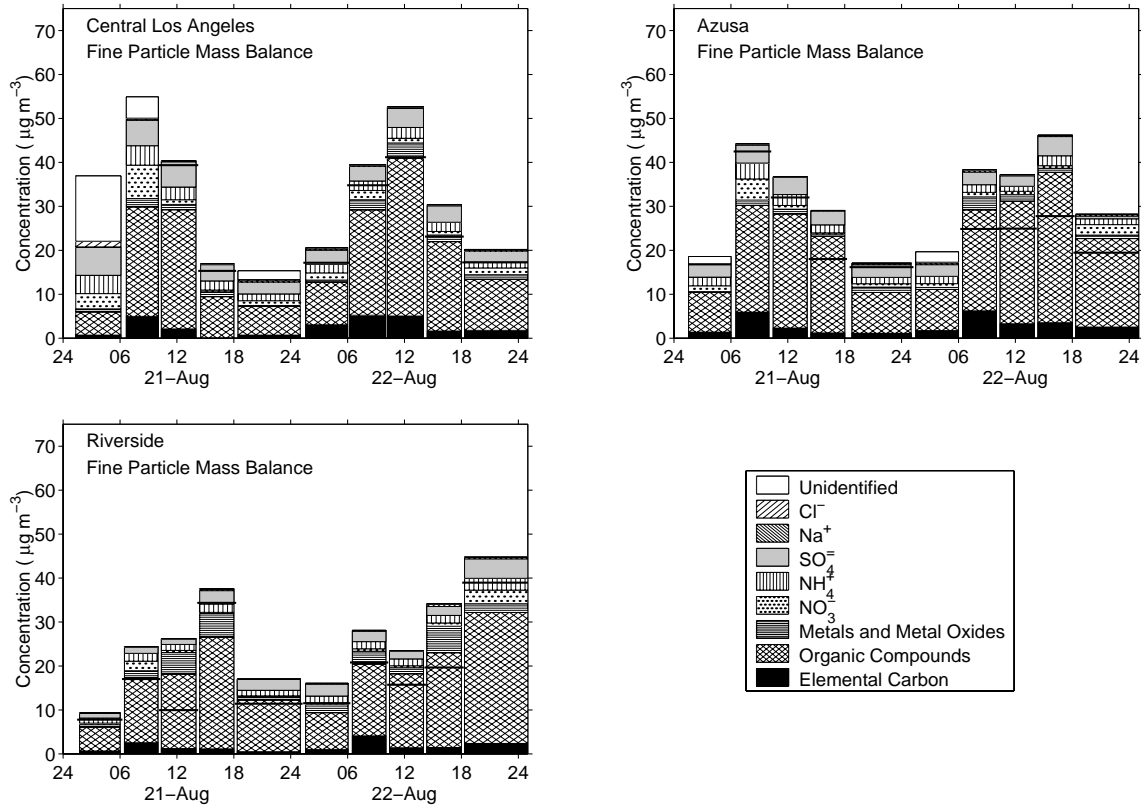 Central Los Angeles
Fine Particle Mass Balance
Concentration ( μg m−3)
70
60
50
40
30
20
10
0
24 06 12 18 24 06 12 18 24
21−Aug 22−Aug
Azusa
Fine Particle Mass Balance
Concentration ( μg m−3)
70
60
50
40
30
20
10
0
24 06 12 18 24 06 12 18 24
21−Aug 22−Aug
Riverside
Fine Particle Mass Balance
Concentration ( μg m−3)
70
60
50
40
30
20
10
0
24 06 12 18 24 06 12 18 24
21−Aug 22−Aug
Unidentified
Cl−
Na+
SO4=
NH4+
NO3−
Metals and Metal Oxides
Organic Compounds
Elemental Carbon